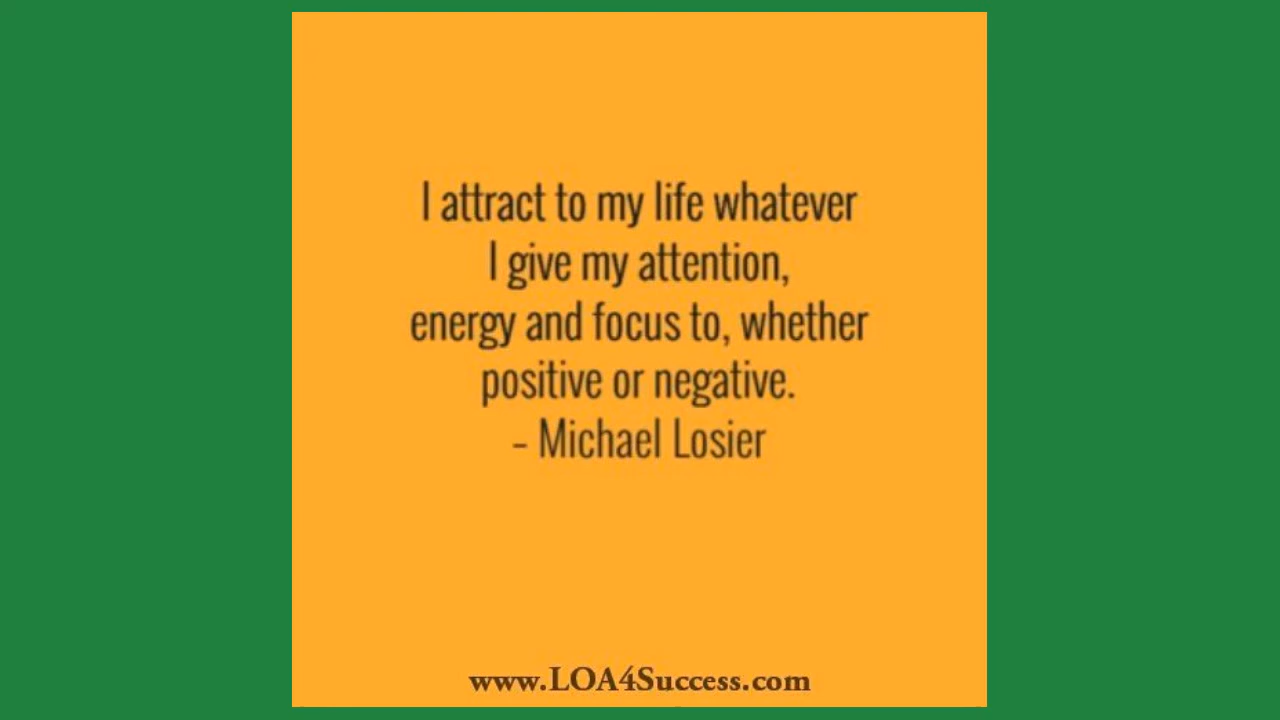 I attract to my life whatever
I give my attention,
energy and focus to, whether
positive or negative.
– Michael Losier
www.LOA4Success.com